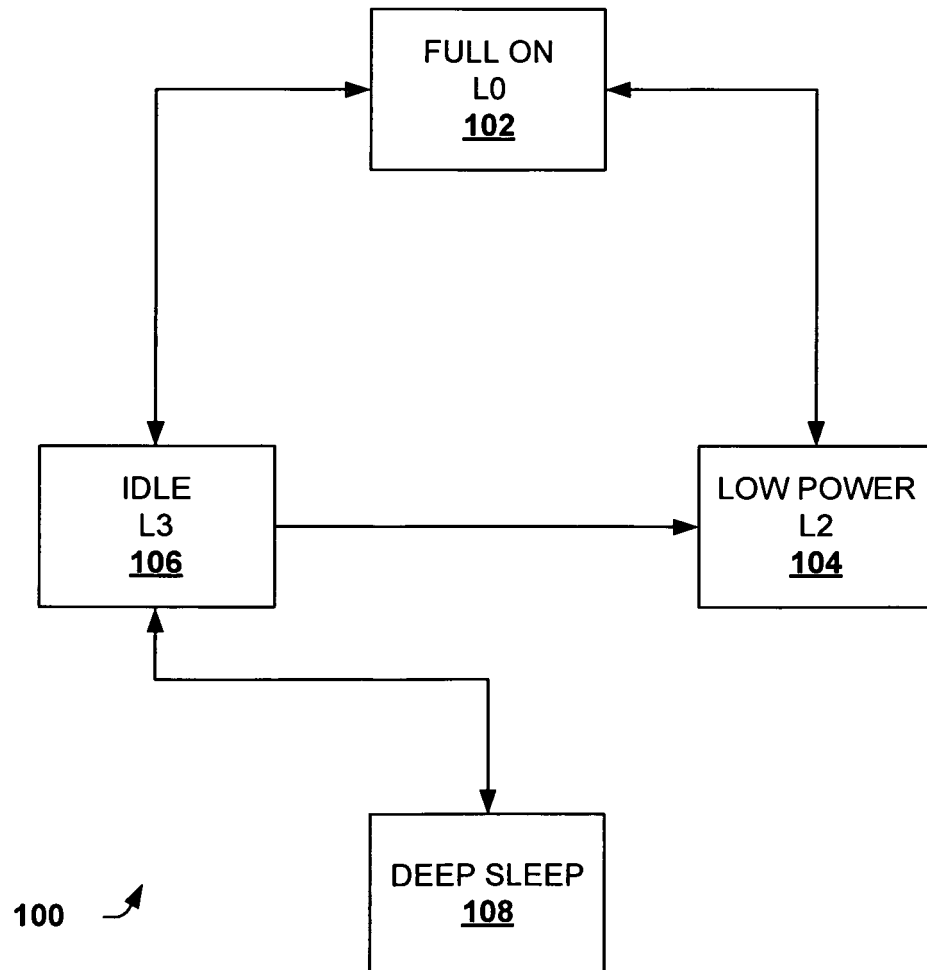 FULL ON
L0
102
IDLE
L3
106
LOW POWER
L2
104
DEEP SLEEP
108
100